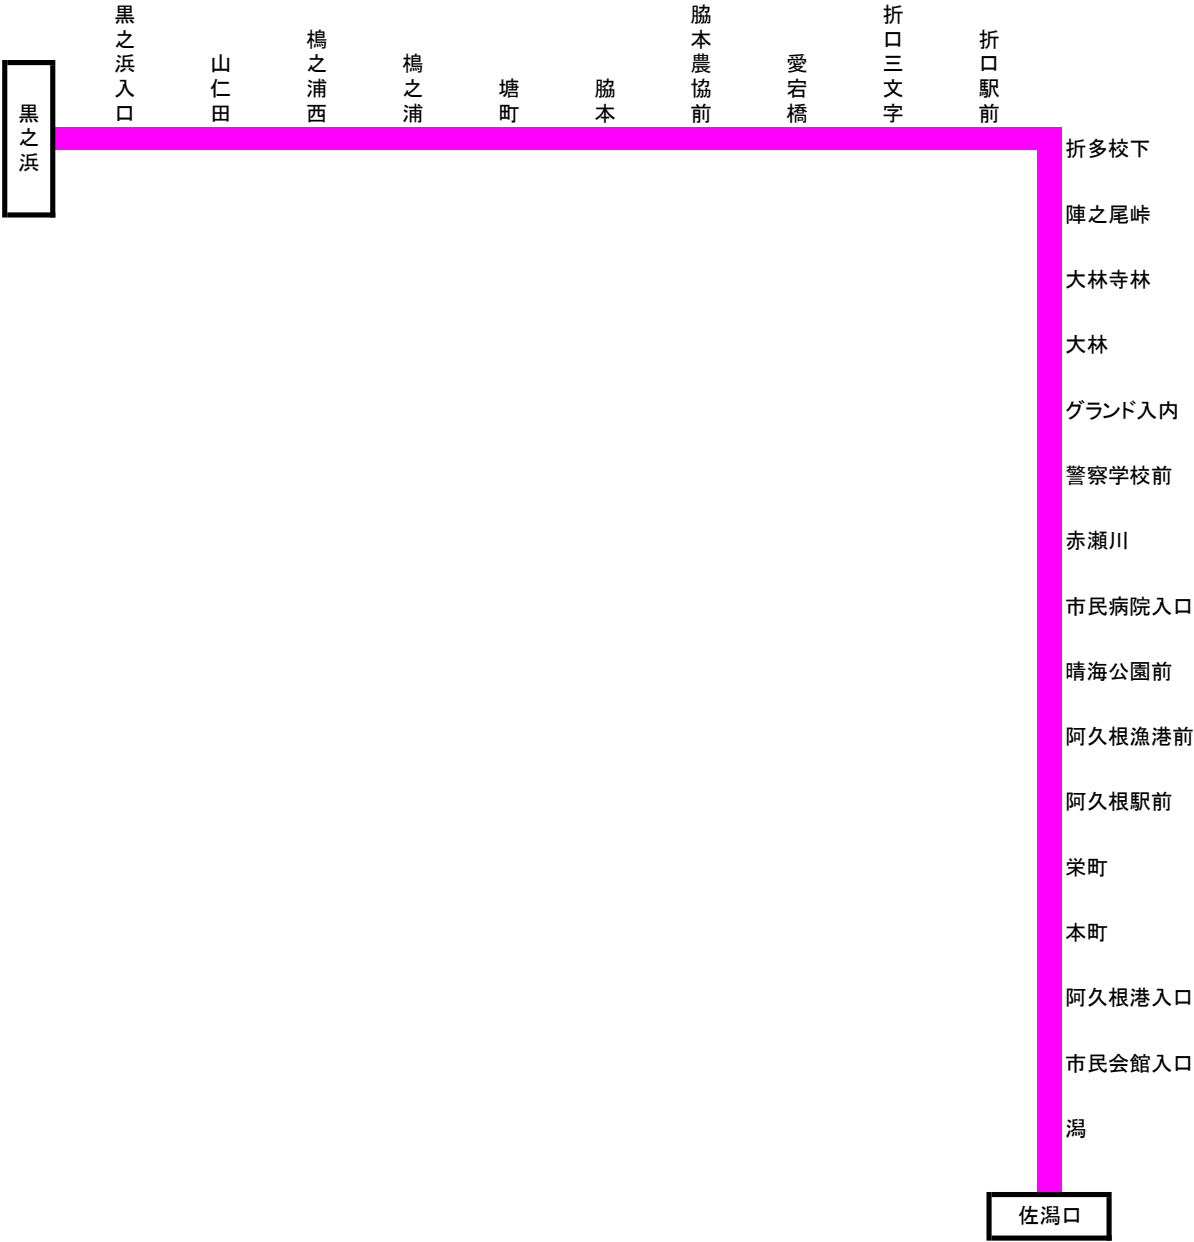 黒之浜
黒之浜入口
山仁田
樢之浦西
樢之浦
塘町
脇本
脇本農協前
愛宕橋
折口三文字
折口駅前
折多校下
陣之尾峠
大林寺林
大林
グランド入内
警察学校前
赤瀬川
市民病院入口
晴海公園前
阿久根漁港前
阿久根駅前
栄町
本町
阿久根港入口
市民会館入口
潟
佐潟口